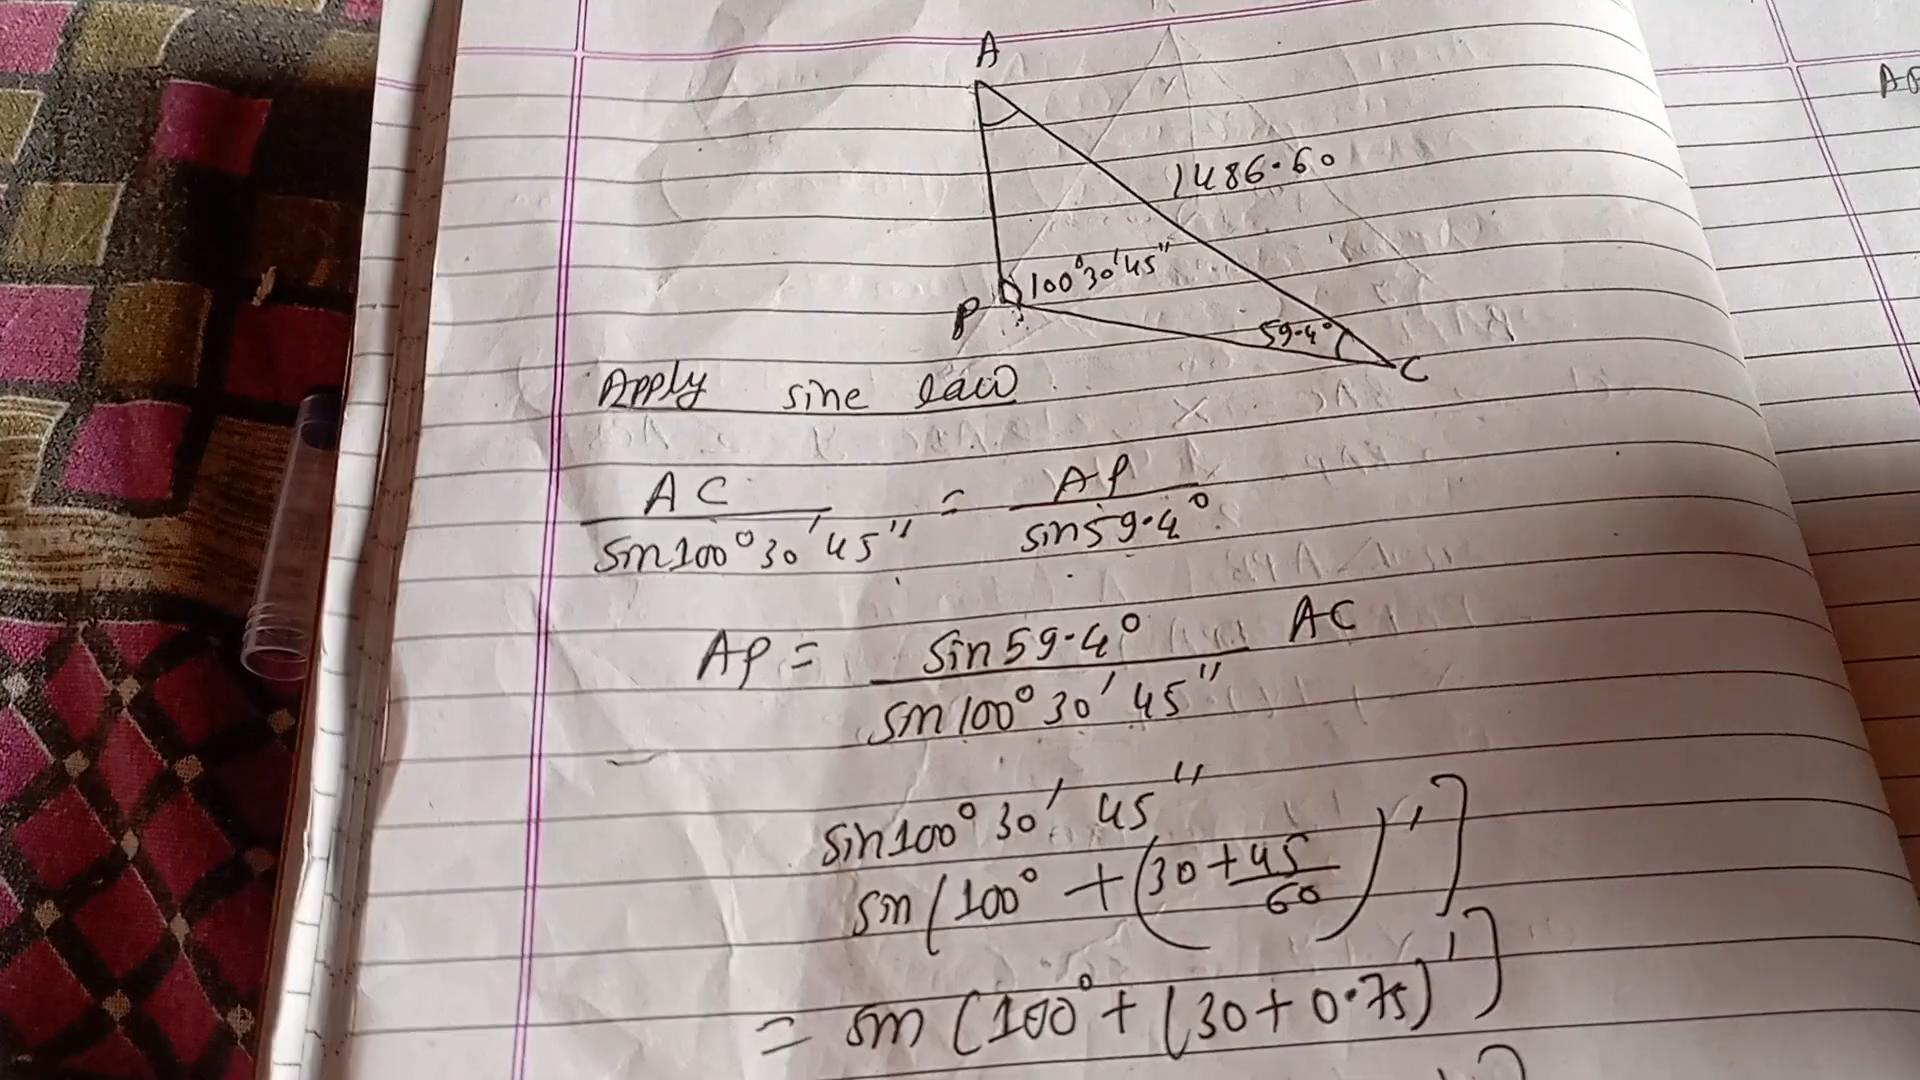 A
1486.60
100°30'45"
P
59.4°
C
Apply sine law
AC / sin100°30'45" = AP / sin59.4°
AP = sin59.4° / sin100°30'45" AC
sin100°30'45"
sin(100° + (30 + 45/60)')]
= sin(100° + (30 + 0.75)')]